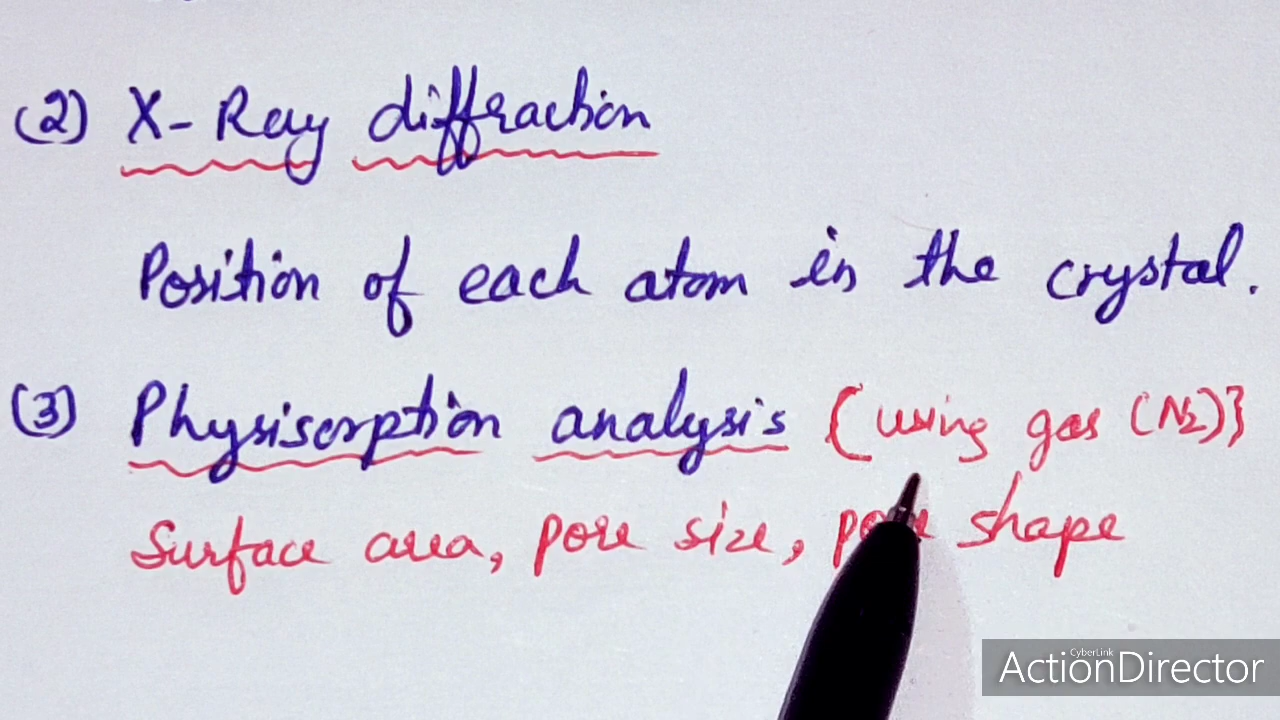 (2) X-Ray diffraction
Position of each atom in the crystal.
(3) Physisorption analysis {using gas (N2)}
Surface area, pore size, pore shape
CyberLink
ActionDirector